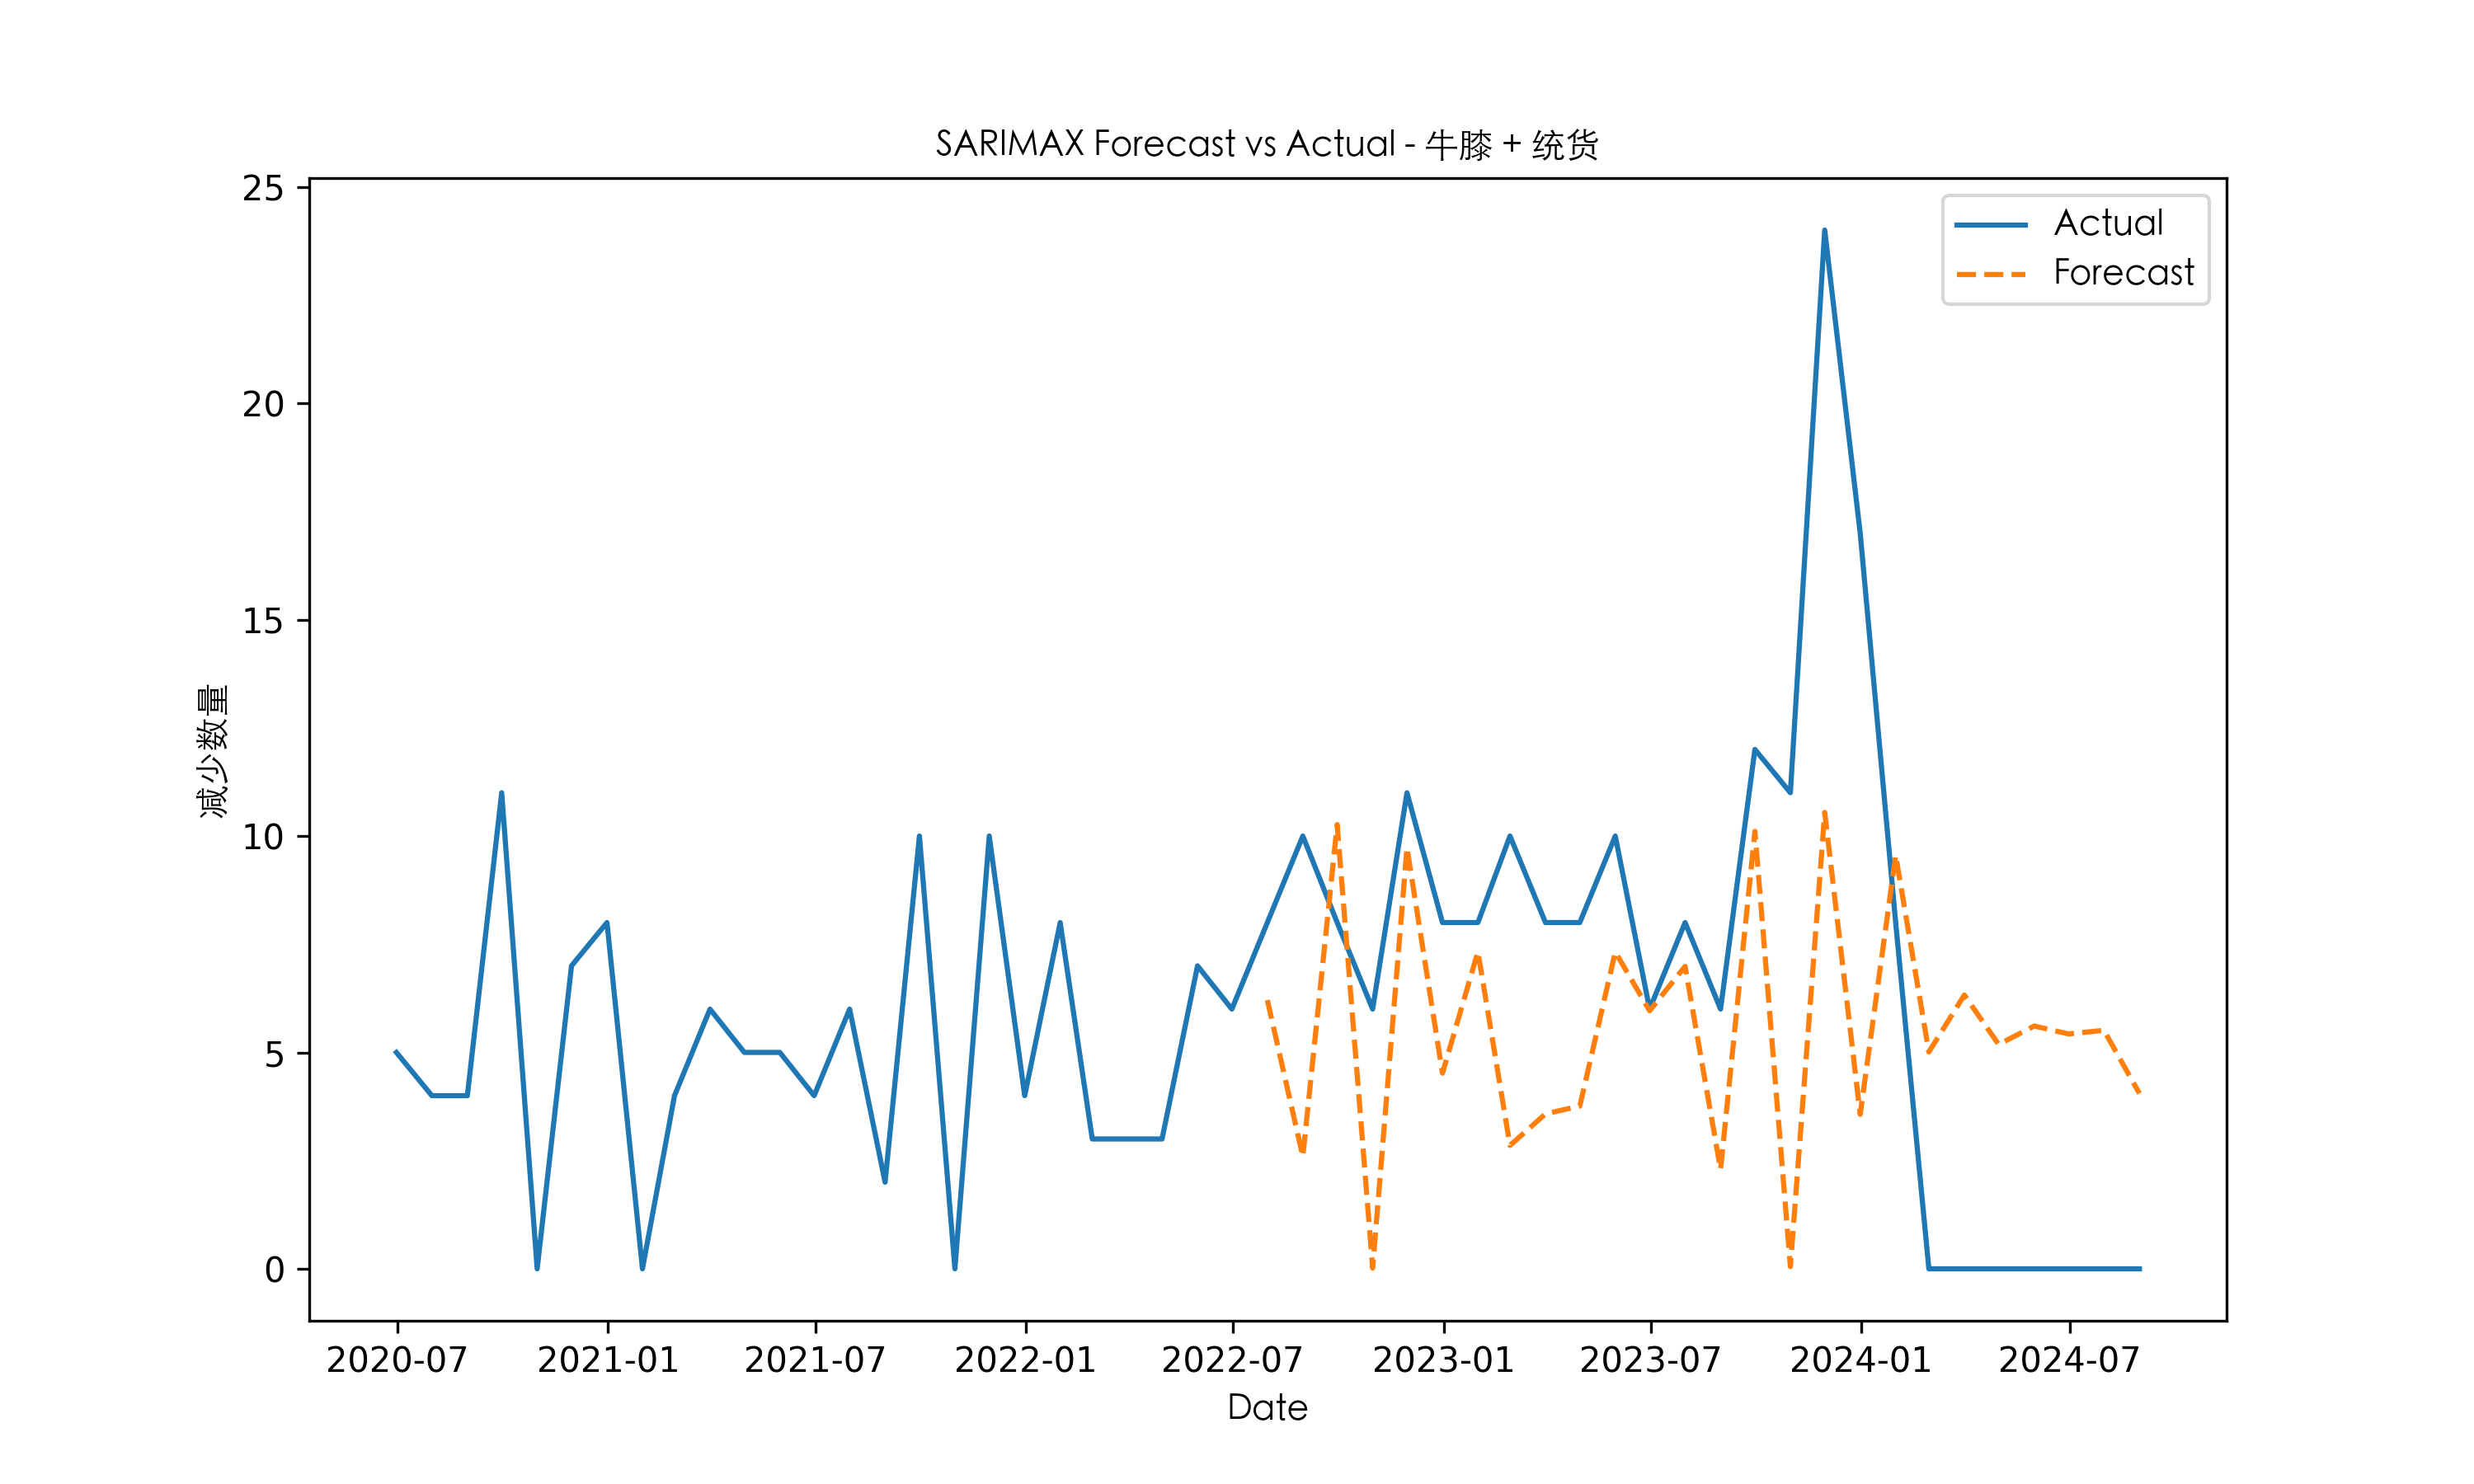 SARIMAX Forecast vs Actual - 牛膝 + 统货
25
20
15
10
5
0
减少数量
Actual
Forecast
2020-07 2021-01 2021-07 2022-01 2022-07 2023-01 2023-07 2024-01 2024-07
Date